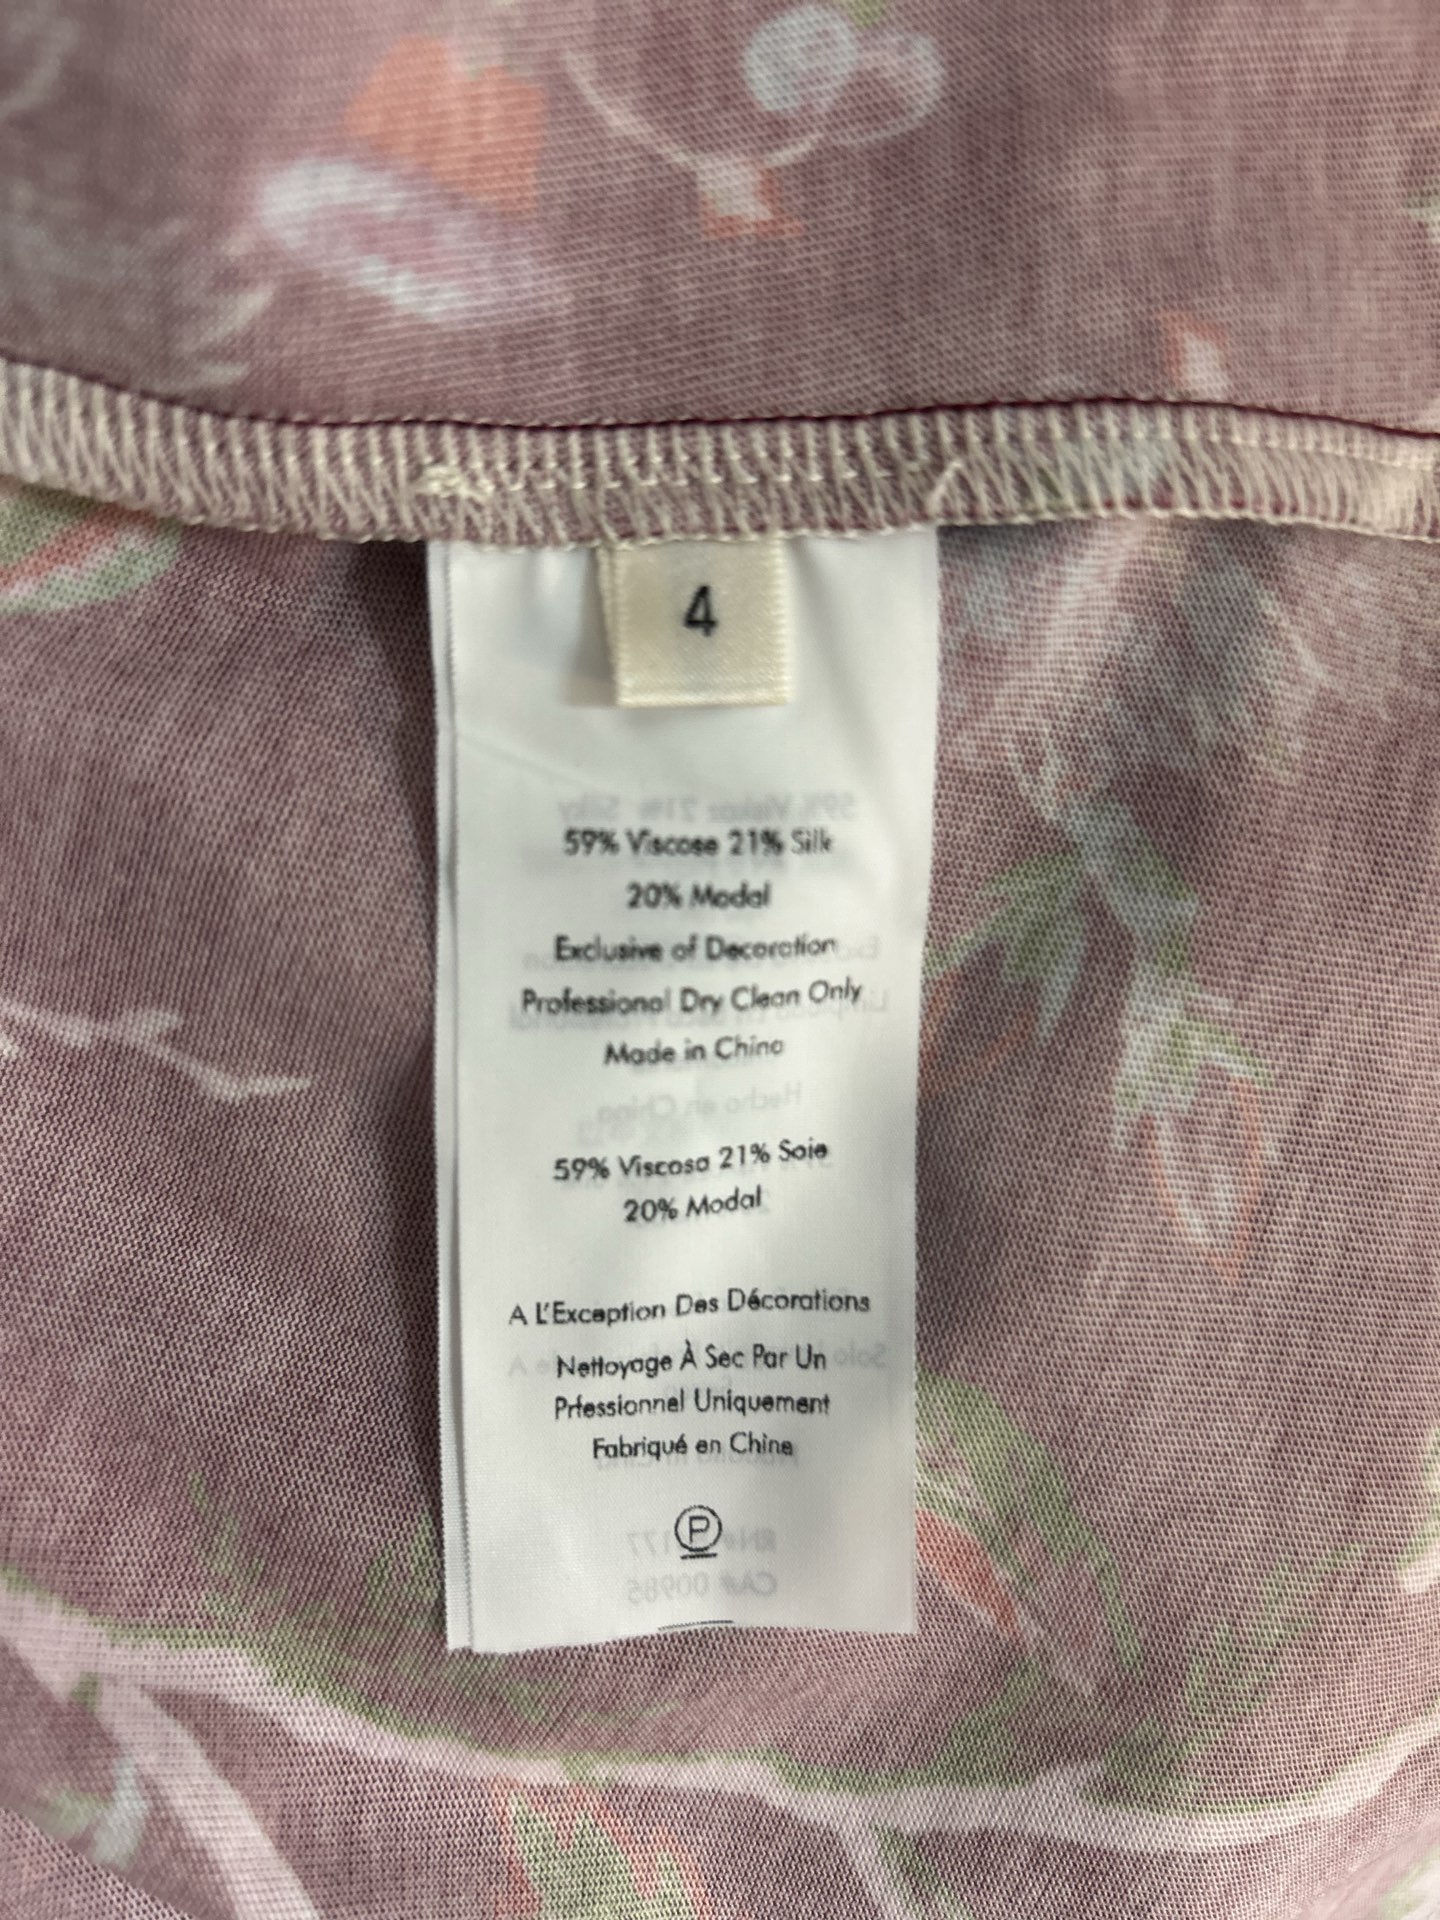 4
59% Viscose 21% Silk
20% Modal
Exclusive of Decoration
Professional Dry Clean Only
Made in China
59% Viscosa 21% Soie
20% Modal
A L'Exception Des Décorations
Nettoyage À Sec Par Un
Prfessionnel Uniquement
Fabriqué en Chine
P